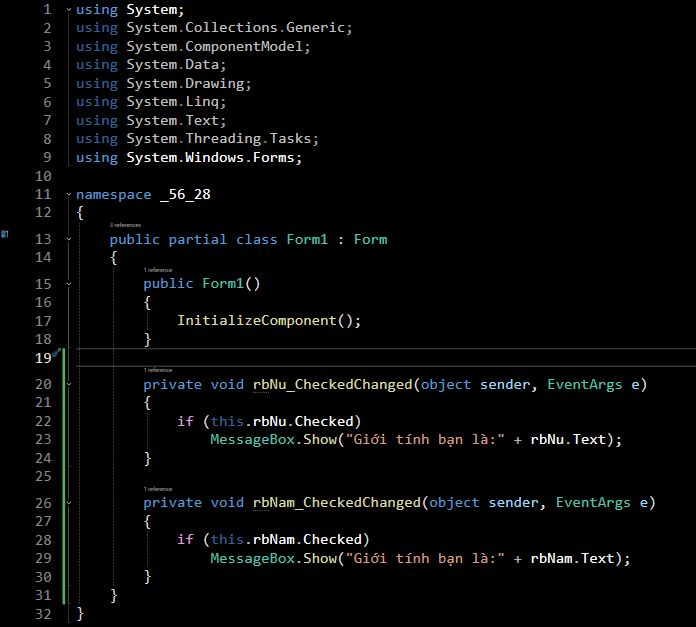 1 using System;
2 using System.Collections.Generic;
3 using System.ComponentModel;
4 using System.Data;
5 using System.Drawing;
6 using System.Linq;
7 using System.Text;
8 using System.Threading.Tasks;
9 using System.Windows.Forms;
10
11 namespace _56_28
12 {
3 references
13 public partial class Form1 : Form
14 {
1 reference
15 public Form1()
16 {
17 InitializeComponent();
18 }
19
1 reference
20 private void rbNu_CheckedChanged(object sender, EventArgs e)
21 {
22 if (this.rbNu.Checked)
23 MessageBox.Show("Giới tính bạn là:" + rbNu.Text);
24 }
25
1 reference
26 private void rbNam_CheckedChanged(object sender, EventArgs e)
27 {
28 if (this.rbNam.Checked)
29 MessageBox.Show("Giới tính bạn là:" + rbNam.Text);
30 }
31 }
32 }